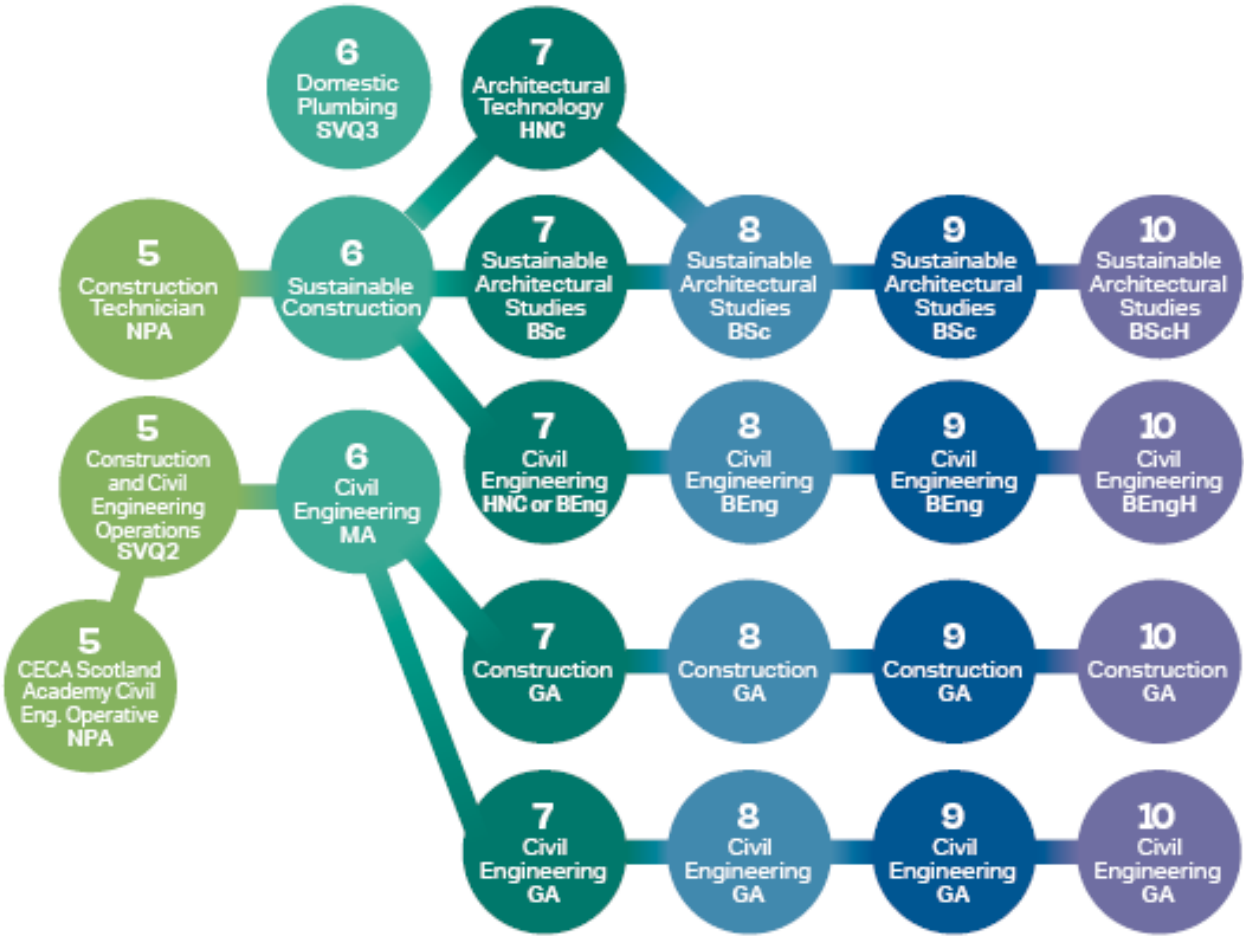 6
Domestic
Plumbing
SVQ3
7
Architectural
Technology
HNC
5
Construction
Technician
NPA
6
Sustainable
Construction
7
Sustainable
Architectural
Studies
BSc
8
Sustainable
Architectural
Studies
BSc
9
Sustainable
Architectural
Studies
BSc
10
Sustainable
Architectural
Studies
BScH
5
Construction
and Civil
Engineering
Operations
SVQ2
6
Civil
Engineering
MA
7
Civil
Engineering
HNC or BEng
8
Civil
Engineering
BEng
9
Civil
Engineering
BEng
10
Civil
Engineering
BEngH
5
CECA Scotland
Academy Civil
Eng. Operative
NPA
7
Construction
GA
8
Construction
GA
9
Construction
GA
10
Construction
GA
7
Civil
Engineering
GA
8
Civil
Engineering
GA
9
Civil
Engineering
GA
10
Civil
Engineering
GA